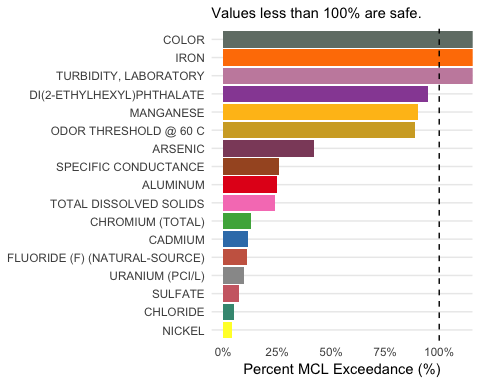 Values less than 100% are safe.
COLOR
IRON
TURBIDITY, LABORATORY
DI(2-ETHYLHEXYL)PHTHALATE
MANGANESE
ODOR THRESHOLD @ 60 C
ARSENIC
SPECIFIC CONDUCTANCE
ALUMINUM
TOTAL DISSOLVED SOLIDS
CHROMIUM (TOTAL)
CADMIUM
FLUORIDE (F) (NATURAL-SOURCE)
URANIUM (PCI/L)
SULFATE
CHLORIDE
NICKEL
0% 25% 50% 75% 100%
Percent MCL Exceedance (%)